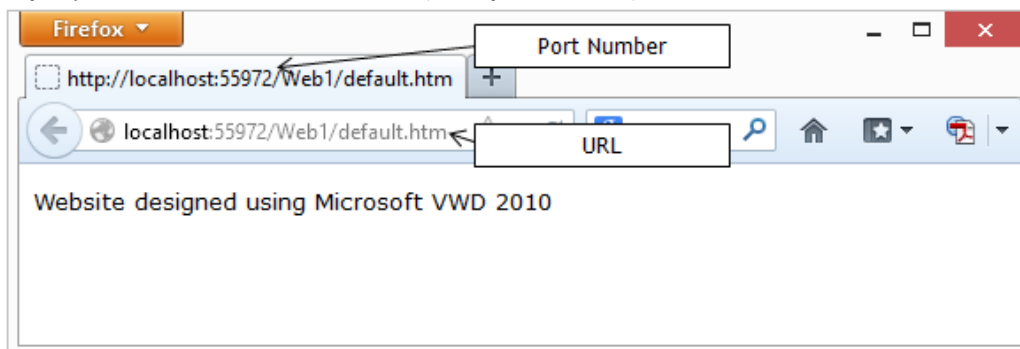 Firefox
Port Number
http://localhost:55972/Web1/default.htm
localhost:55972/Web1/default.htm
URL
Website designed using Microsoft VWD 2010